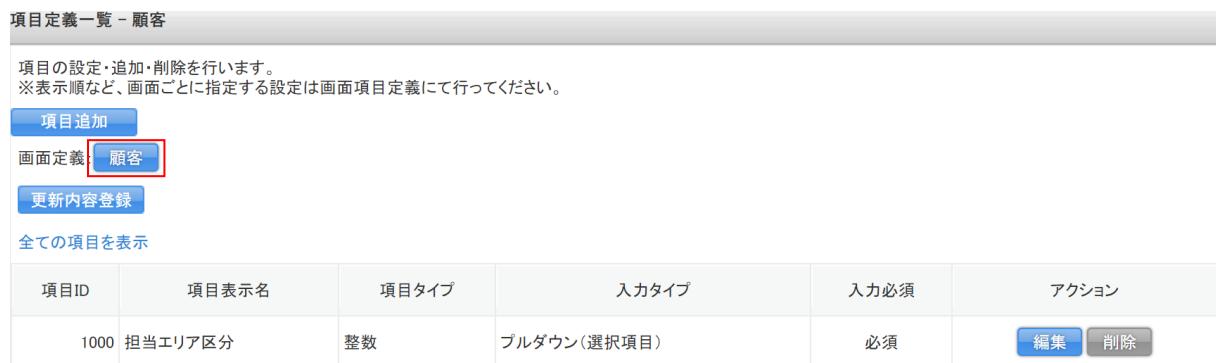 項目定義一覧 - 顧客
項目の設定・追加・削除を行います。
※表示順など、画面ごとに指定する設定は画面項目定義にて行ってください。
項目追加
画面定義: 顧客
更新内容登録
全ての項目を表示
項目ID 項目表示名 項目タイプ 入力タイプ 入力必須 アクション
1000 担当エリア区分 整数 プルダウン(選択項目) 必須 編集 削除